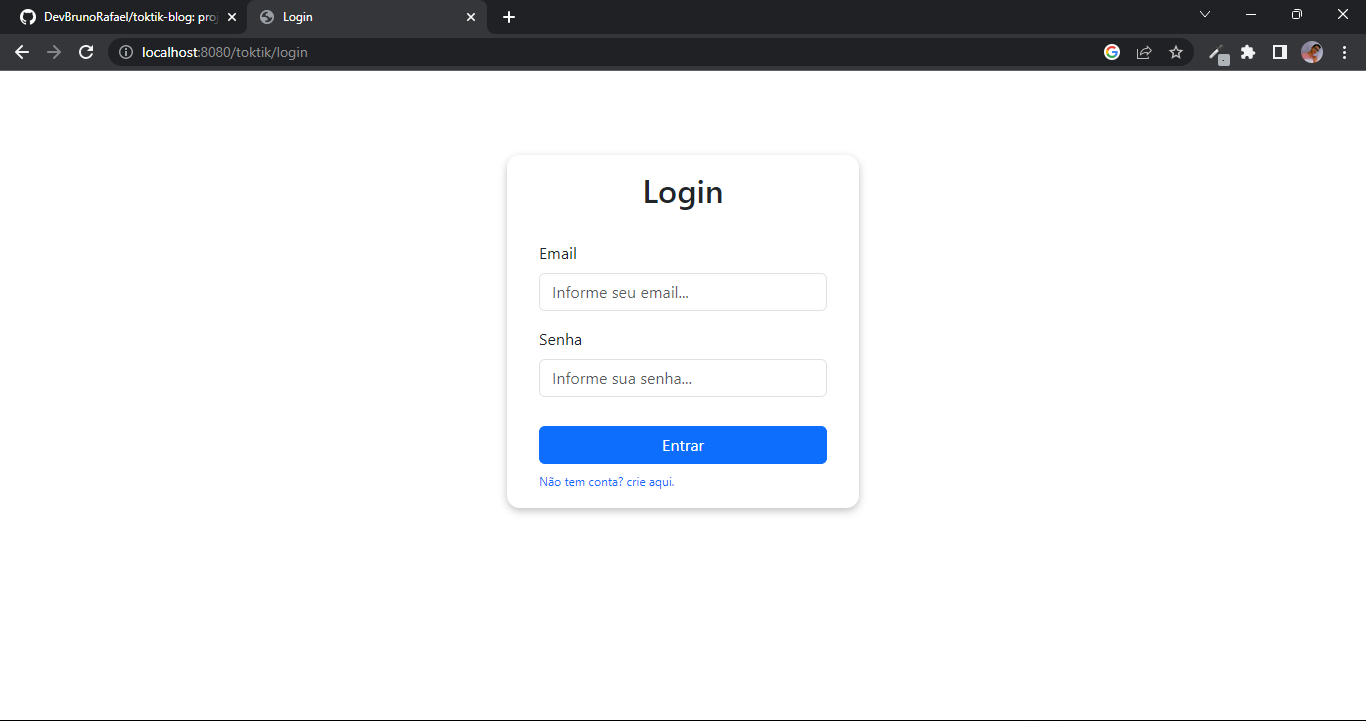 DevBrunoRafael/toktik-blog: proj
Login
localhost:8080/toktik/login
Login
Email
Informe seu email...
Senha
Informe sua senha...
Entrar
Não tem conta? crie aqui.